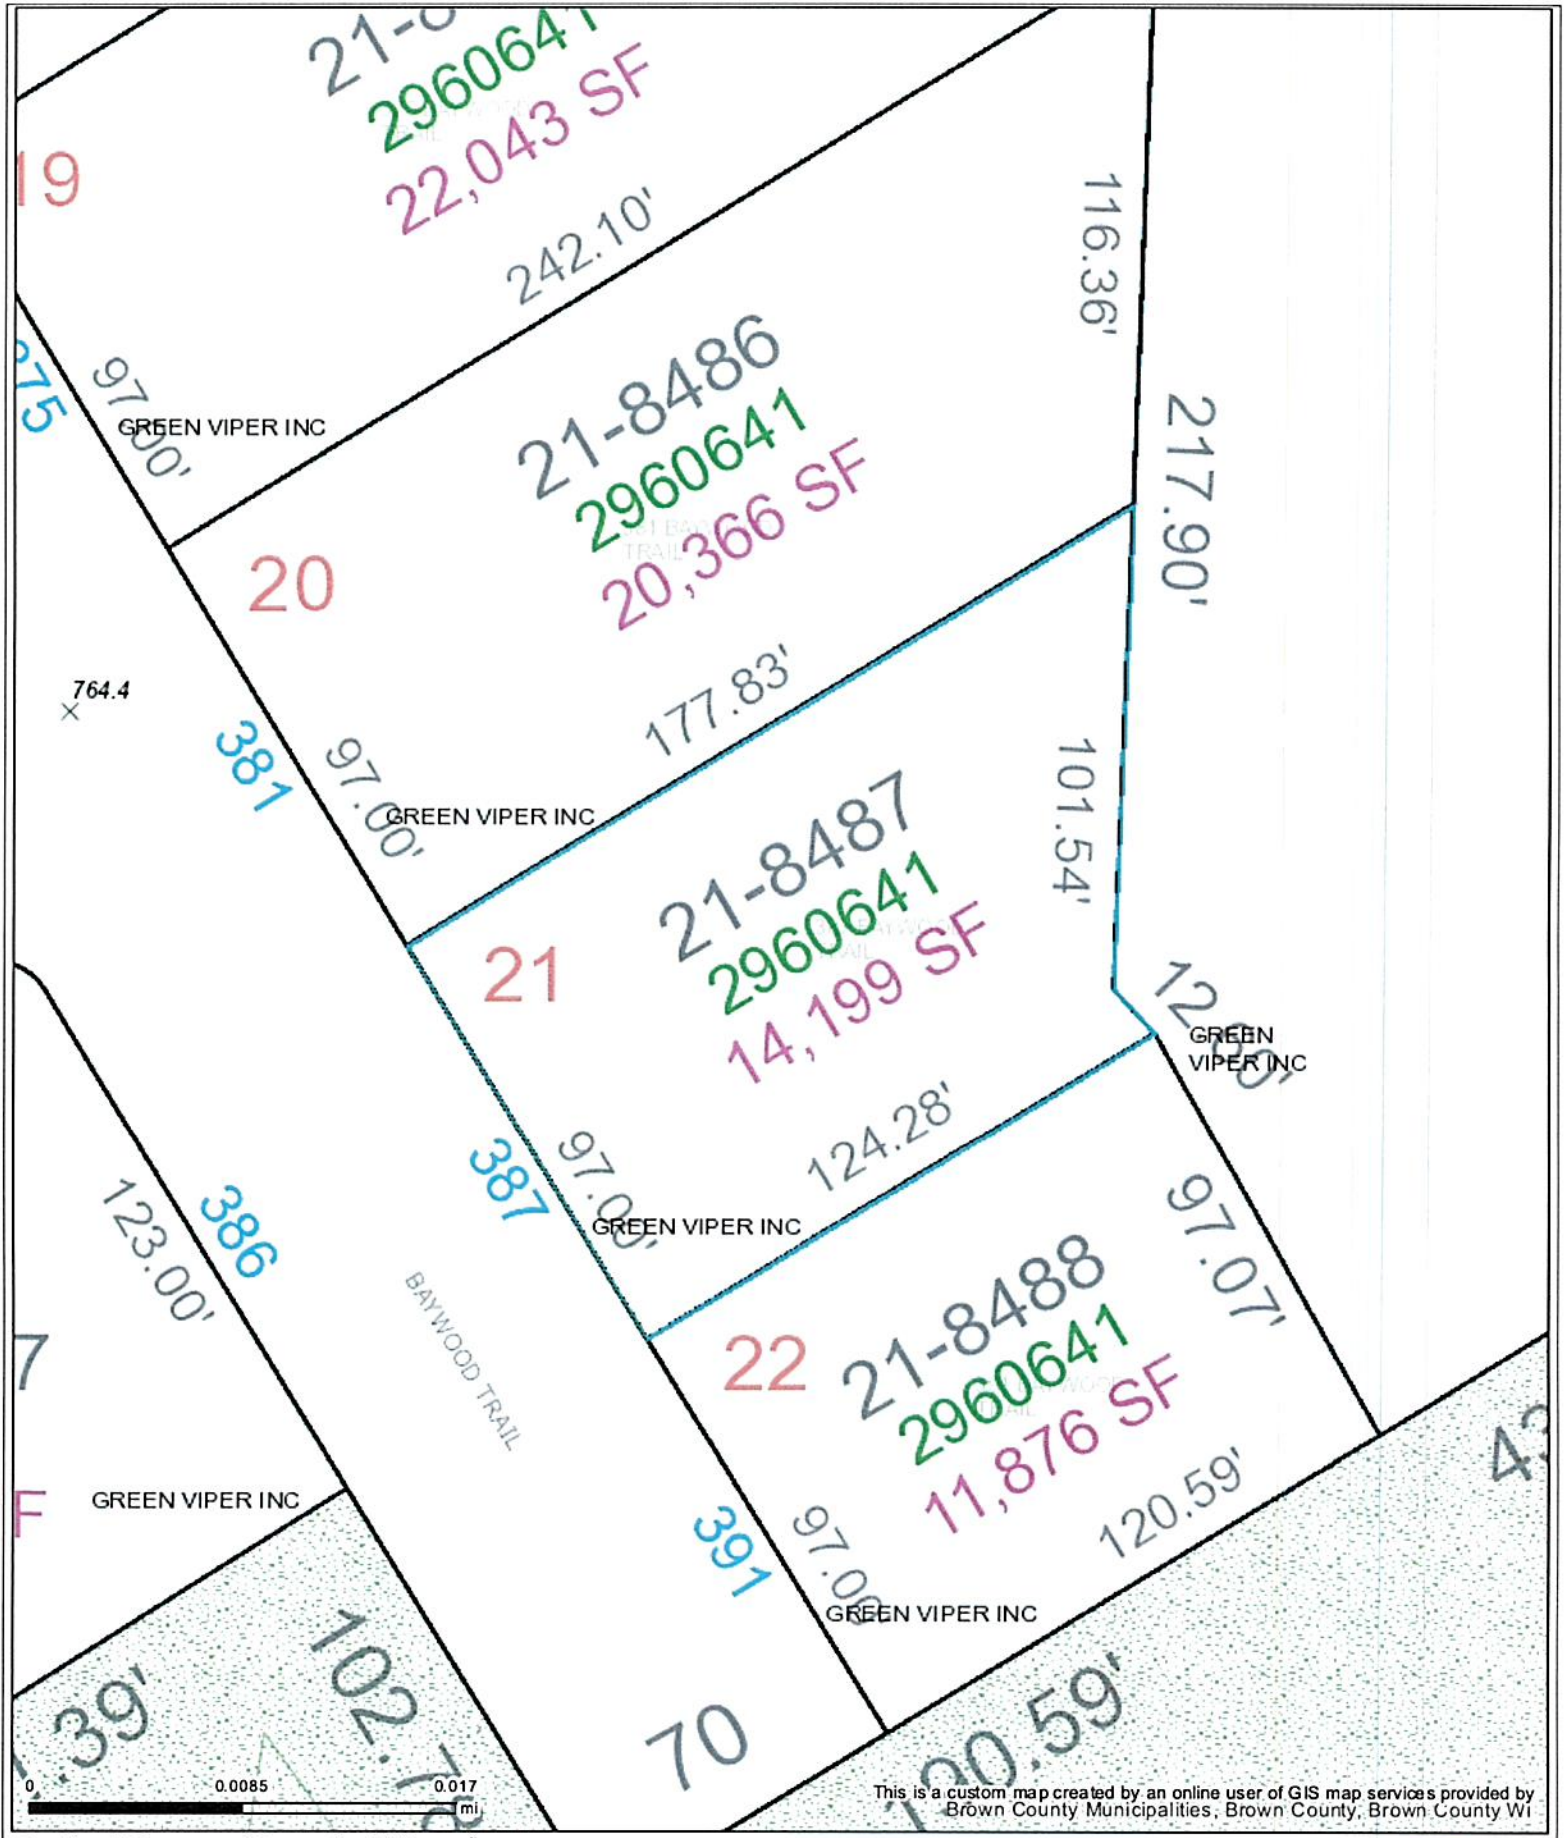 2960641
22,043 SF
19
242.10'
116.36'
97.00'
GREEN VIPER INC
21-8486
2960641
20,366 SF
217.90'
20
764.4
177.83'
381
97.00'
GREEN VIPER INC
101.54'
21-8487
2960641
14,199 SF
21
GREEN
VIPER INC
124.28'
387
97.00'
GREEN VIPER INC
97.07'
123.00'
386
BAYWOOD TRAIL
21-8488
2960641
11,876 SF
22
7
F
GREEN VIPER INC
120.59'
391
97.00
GREEN VIPER INC
70
0 0.0085 0.017
mi
This is a custom map created by an online user of GIS map services provided by
Brown County Municipalities, Brown County, Brown County Wi